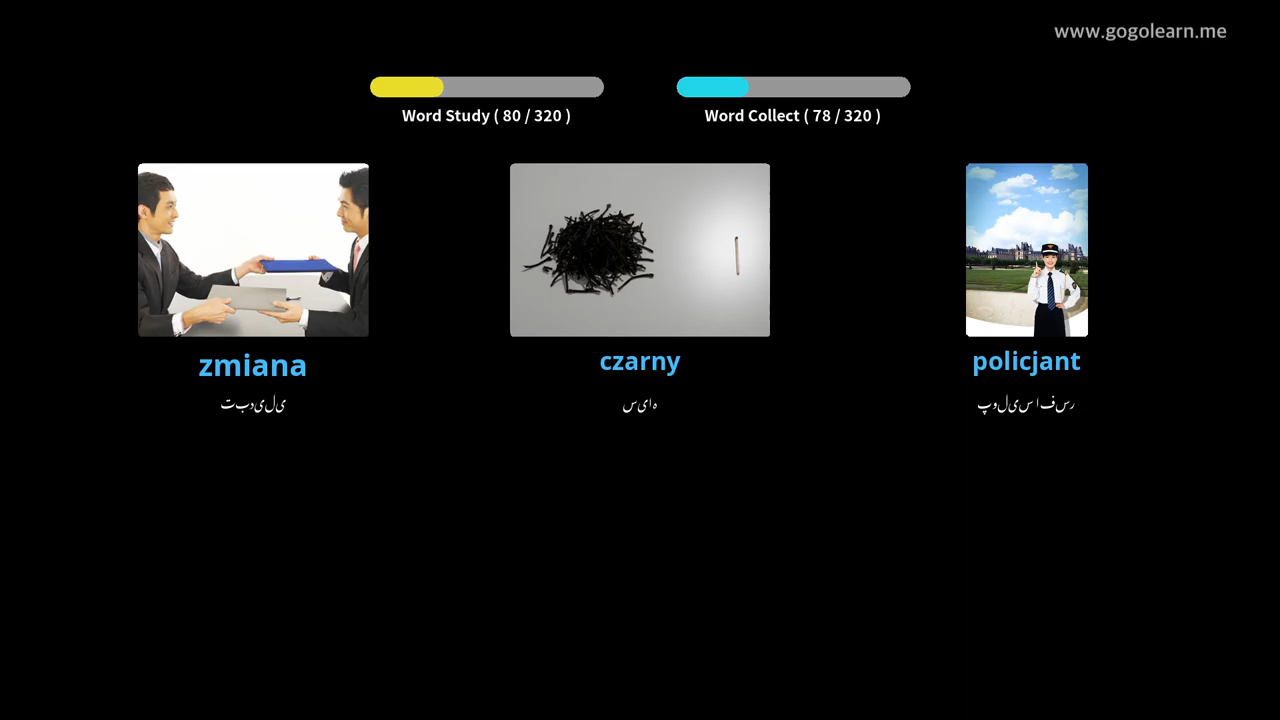 www.gogolearn.me
Word Study ( 80 / 320 )
Word Collect ( 78 / 320 )
zmiana
تبدیلی
czarny
سیاہ
policjant
پولیس افسر